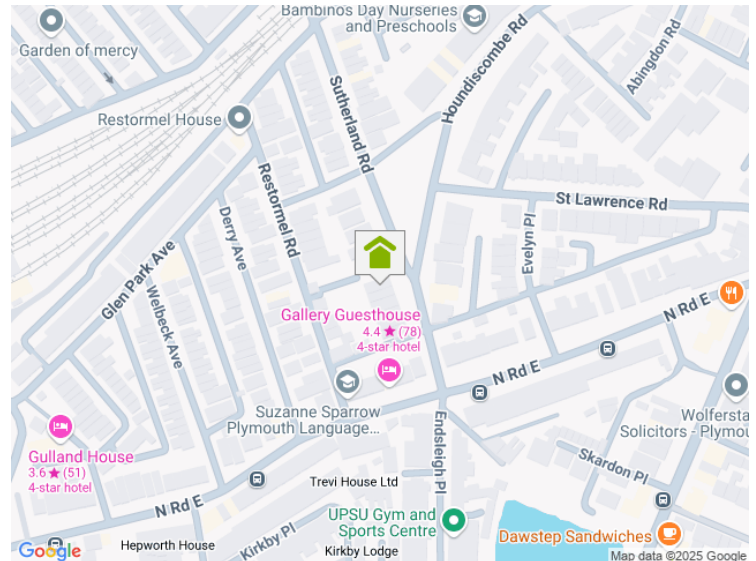 Bambino's Day Nurseries
and Preschools
Garden of mercy
Houndiscombe Rd
Abingdon Rd
Sutherland Rd
Restormel House
Restormel Rd
St Lawrence Rd
Derry Ave
Evelyn Pl
Glen Park Ave
Welbeck Ave
Gallery Guesthouse
4.4 ★ (78)
4-star hotel
N Rd E
N Rd E
Suzanne Sparrow
Plymouth Language...
Endsleigh Pl
Wolfersta
Solicitors - Plymou
Gulland House
3.6 ★ (51)
4-star hotel
Skardon Pl
Trevi House Ltd
N Rd E
UPSU Gym and
Sports Centre
Dawstep Sandwiches
Kirkby Pl
Hepworth House
Kirkby Lodge
Google
Map data ©2025 Google